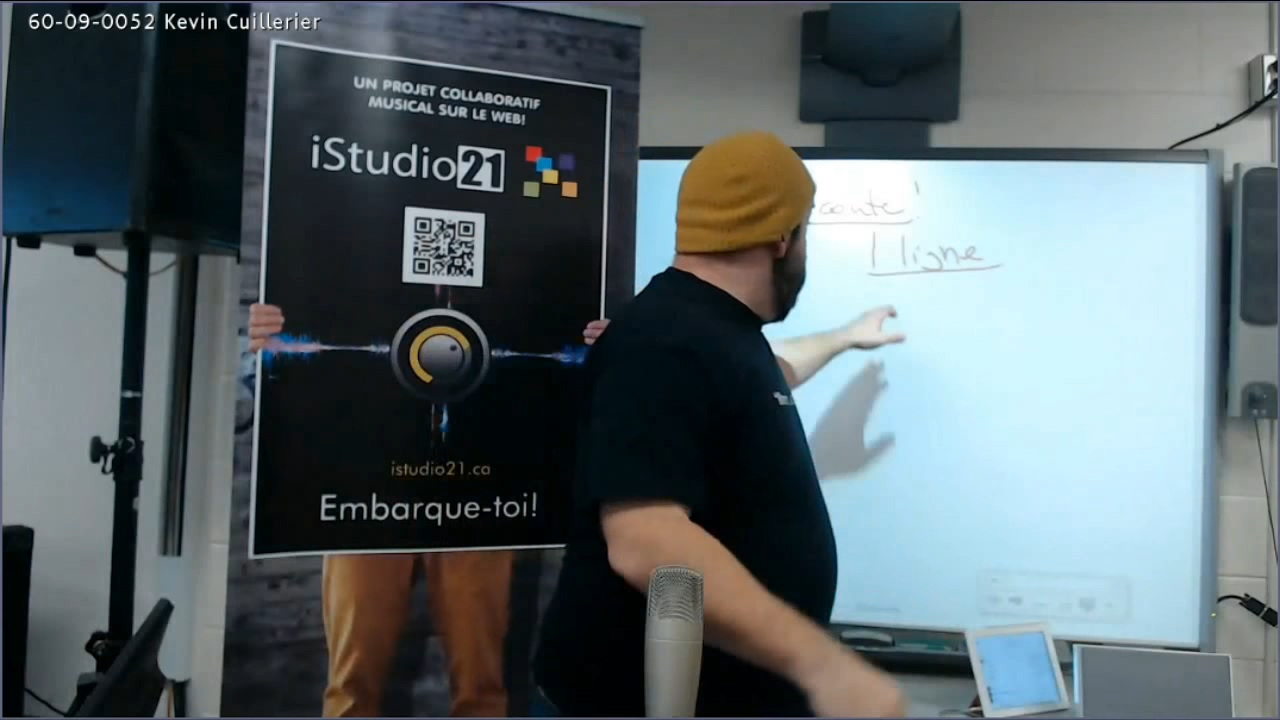 60-09-0052 Kevin Cuillerier
UN PROJET COLLABORATIF
MUSICAL SUR LE WEB!
iStudio21
istudio21.ca
Embarque-toi!
1 ligne